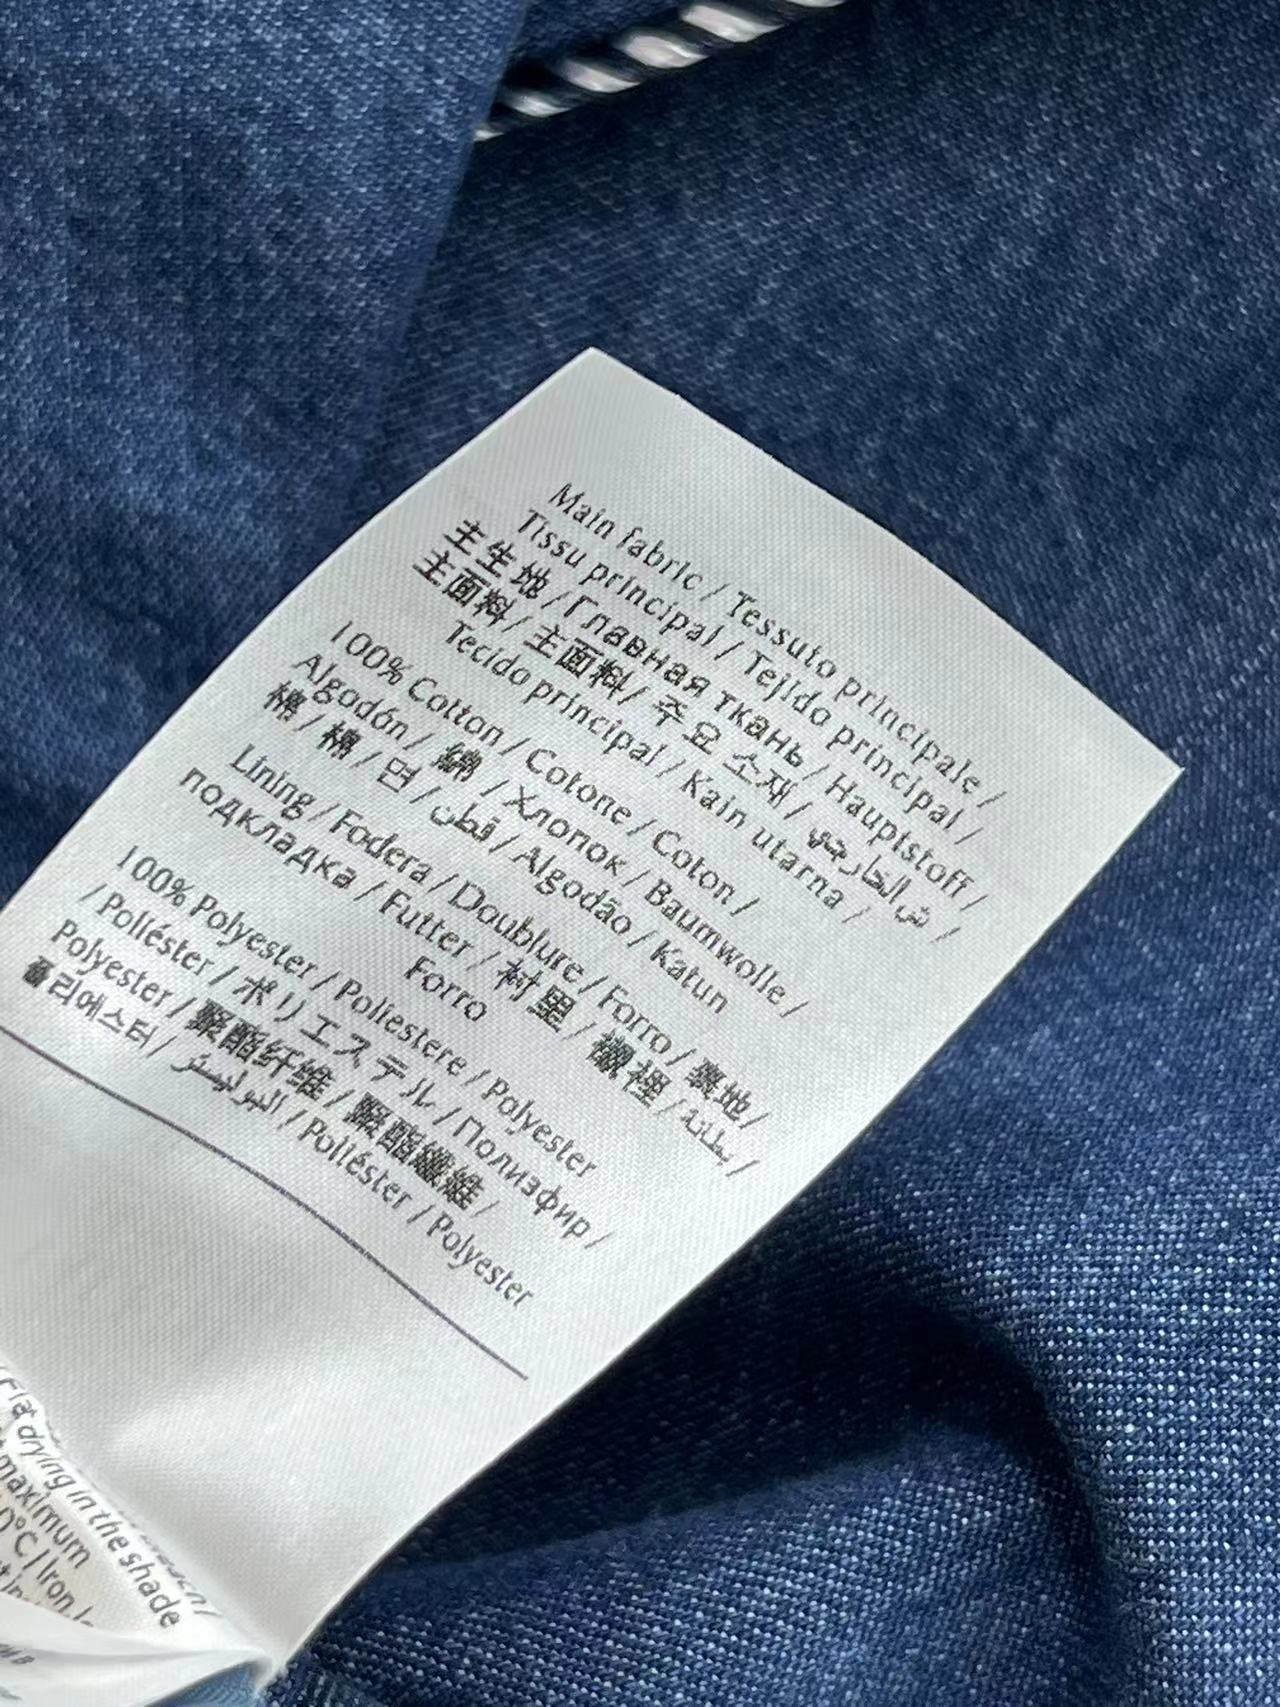 Main fabric / Tessuto principale /
Tissu principal / Tejido principal /
主生地 / Главная ткань / Hauptstoff /
主面料 / 主面料 / 주요 소재 / ش الخارجي /
Tecido principal / Kain utarna /
100% Cotton / Cotone / Coton /
Algodón / 綿 / Хлопок / Baumwolle /
棉 / 棉 / 면 / قطن / Algodão / Katun
Lining / Fodera / Doublure / Forro / 裏地 /
подкладка / Futter / 衬里 / 襯裡 / بطانة /
Forro
100% Polyester / Poliestere / Polyester
/ Poliéster / ポリエステル / Полиэфир /
Polyester / 聚酯纤维 / 聚酯纖維 /
폴리에스터 / البوليستر / Poliéster / Polyester
Flat drying in the shade
maximum
0°C / Iron